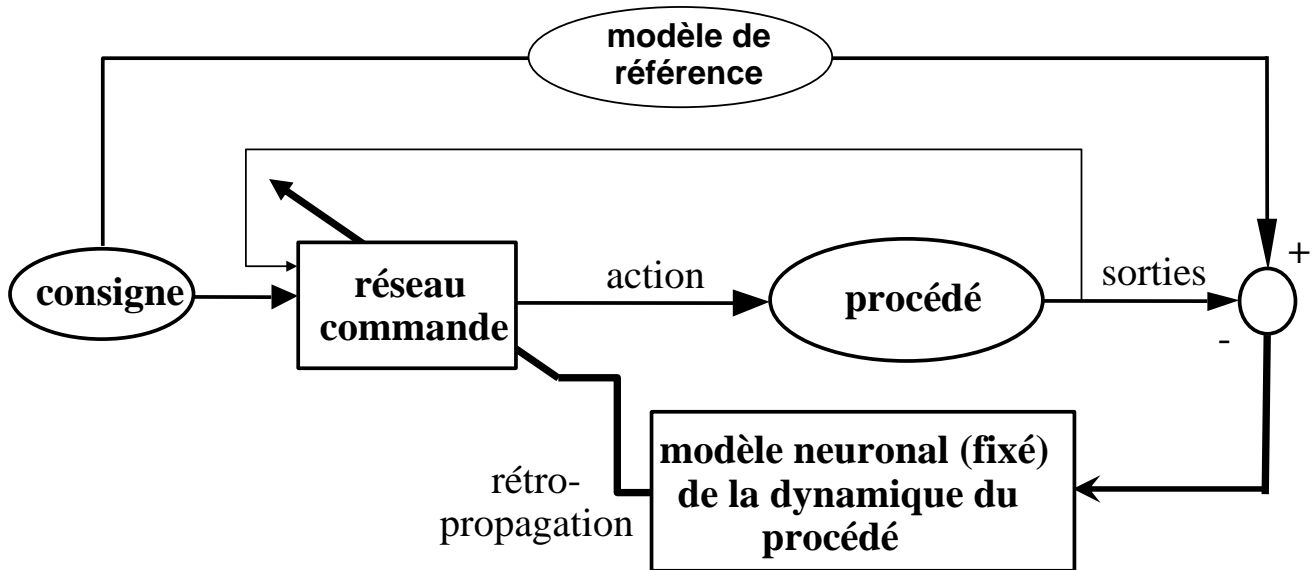 modèle de
référence
consigne
réseau
commande
action
procédé
sorties
+
-
rétro-
propagation
modèle neuronal (fixé)
de la dynamique du
procédé